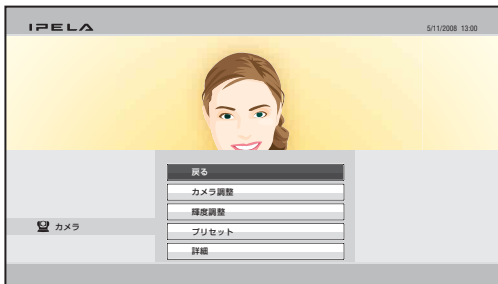 IPELA
5/11/2008 13:00
戻る
カメラ調整
輝度調整
カメラ
プリセット
詳細